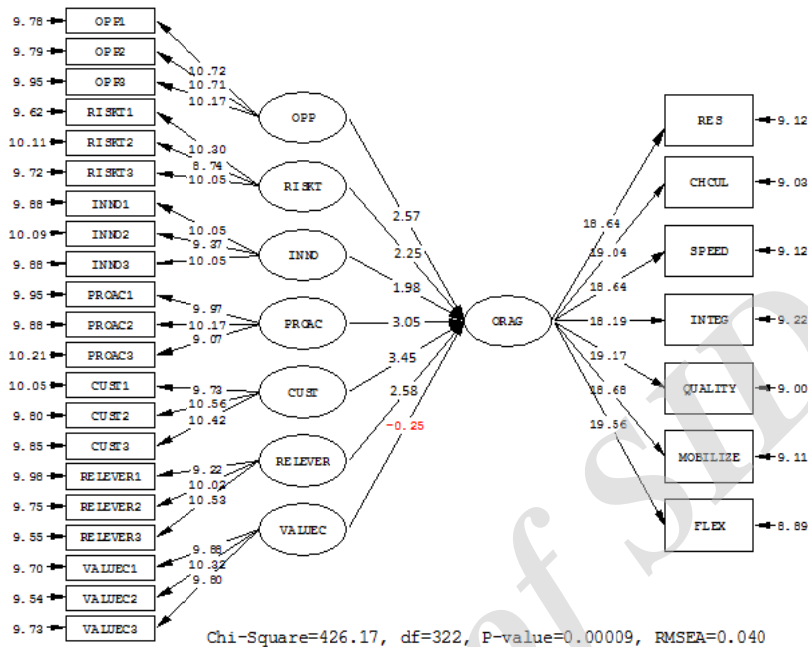 9.78 OPP1
9.79 OPP2
9.95 OPP3
9.62 RISKT1
10.11 RISKT2
9.72 RISKT3
9.88 INNO1
10.09 INNO2
9.88 INNO3
9.95 PROAC1
9.88 PROAC2
10.21 PROAC3
10.05 CUST1
9.80 CUST2
9.85 CUST3
9.98 RELEVER1
9.75 RELEVER2
9.55 RELEVER3
9.70 VALUEC1
9.54 VALUEC2
9.73 VALUEC3
10.72
10.71
10.17
10.30
8.74
10.05
10.05
9.37
10.05
9.97
10.17
9.07
9.73
10.56
10.42
9.22
10.02
10.53
9.88
10.32
9.80
OPP
RISKT
INNO
PROAC
CUST
RELEVER
VALUEC
2.57
2.25
1.98
3.05
3.45
2.58
-0.25
ORAG
18.64
19.04
18.64
18.19
19.17
18.68
19.56
RES 9.12
CHCUL 9.03
SPEED 9.12
INTEG 9.22
QUALITY 9.00
MOBILIZE 9.11
FLEX 8.89
Chi-Square=426.17, df=322, P-value=0.00009, RMSEA=0.040
of SID